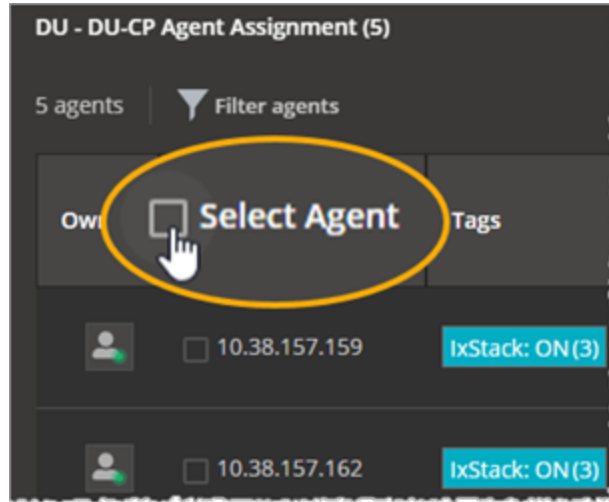 DU - DU-CP Agent Assignment (5)
5 agents Filter agents
Select Agent Tags
10.38.157.159 IxStack: ON(3)
10.38.157.162 IxStack: ON(3)